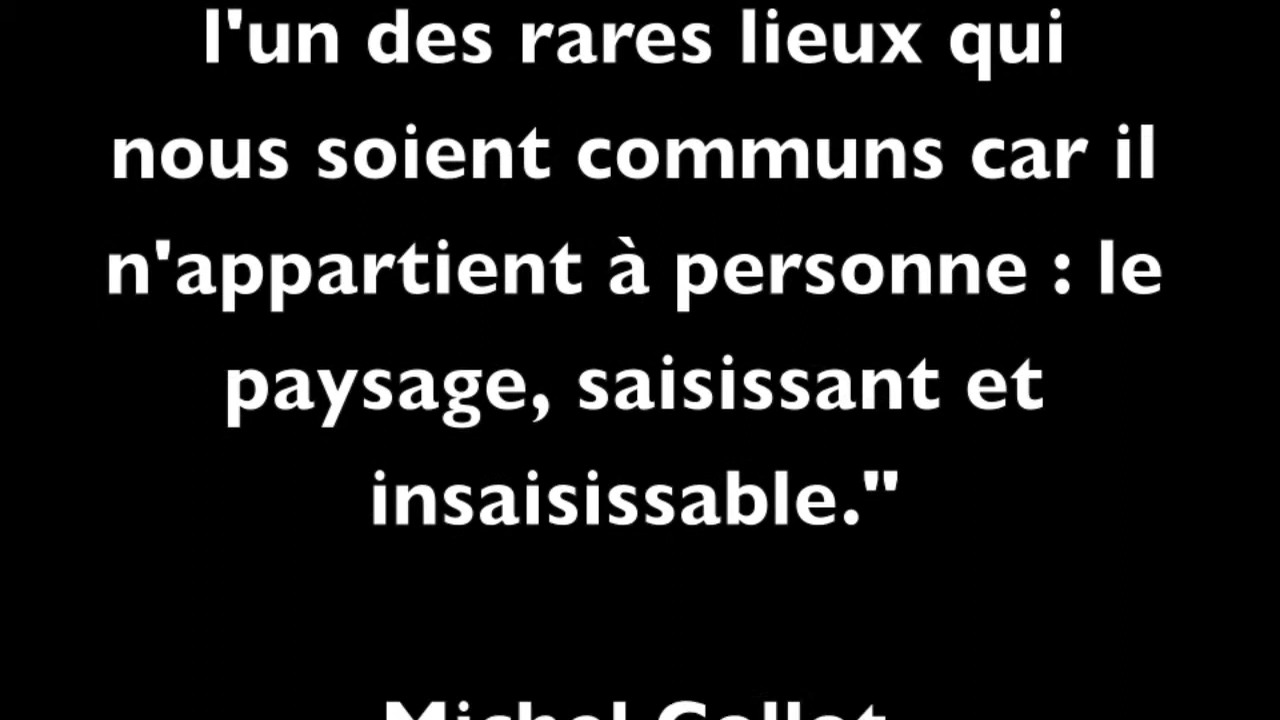 l'un des rares lieux qui
nous soient communs car il
n'appartient à personne : le
paysage, saisissant et
insaisissable."
Michel Collot